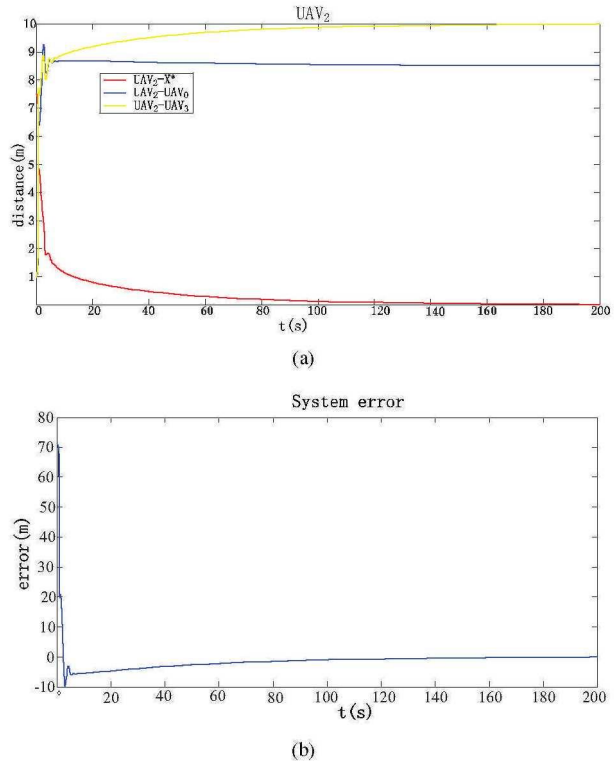 UAV₂
10
9
8
7
6
5
4
3
2
1
distance(m)
UAV₂-X*
UAV₂-UAV₀
UAV₂-UAV₃
0 20 40 60 80 100 120 140 160 180 200
t(s)
(a)
System error
80
70
60
50
40
30
20
10
0
-10
error(m)
0 20 40 60 80 100 120 140 160 180 200
t(s)
(b)